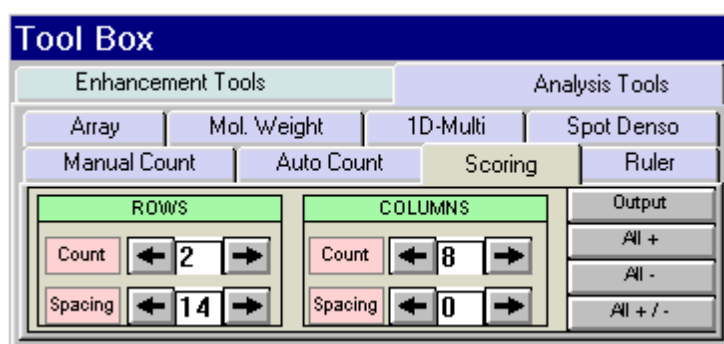 Tool Box
Enhancement Tools Analysis Tools
Array Mol. Weight 1D-Multi Spot Denso
Manual Count Auto Count Scoring Ruler
ROWS COLUMNS Output
Count 2 Count 8 All +
All -
Spacing 14 Spacing 0 All + / -